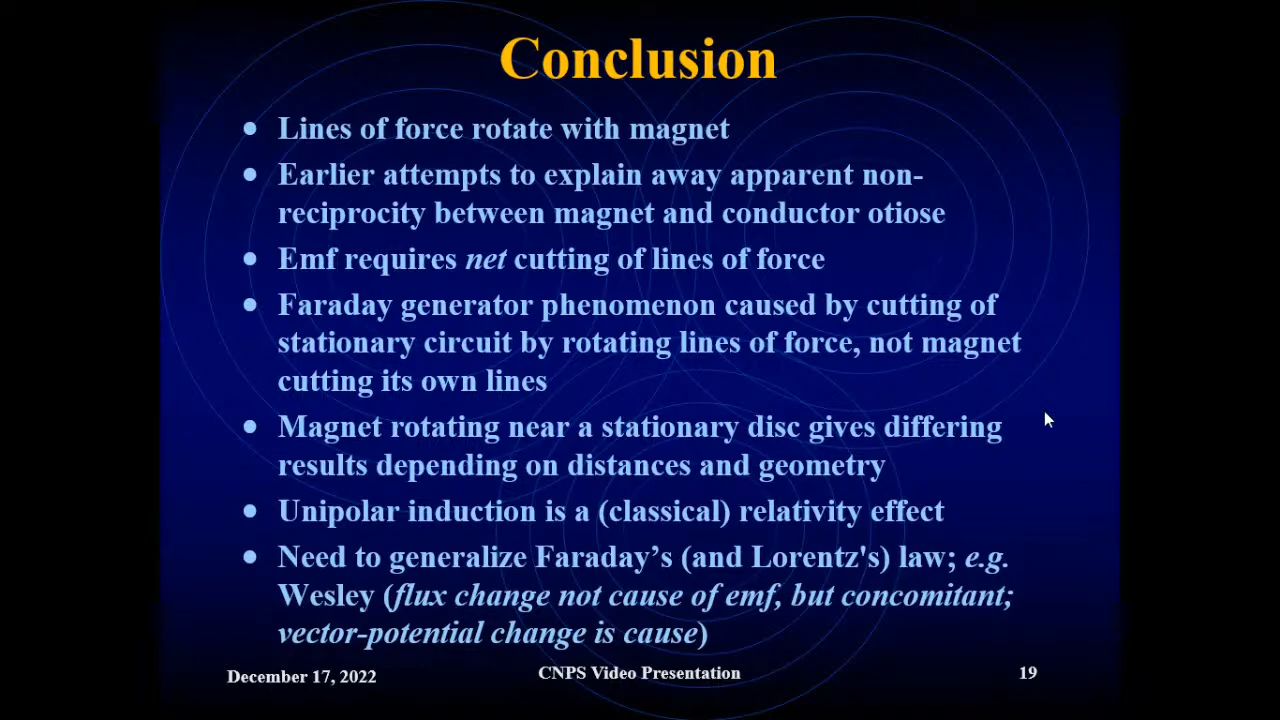 Conclusion
• Lines of force rotate with magnet
• Earlier attempts to explain away apparent non-
reciprocity between magnet and conductor otiose
• Emf requires net cutting of lines of force
• Faraday generator phenomenon caused by cutting of
stationary circuit by rotating lines of force, not magnet
cutting its own lines
• Magnet rotating near a stationary disc gives differing
results depending on distances and geometry
• Unipolar induction is a (classical) relativity effect
• Need to generalize Faraday’s (and Lorentz's) law; e.g.
Wesley (flux change not cause of emf, but concomitant;
vector-potential change is cause)
December 17, 2022
CNPS Video Presentation
19